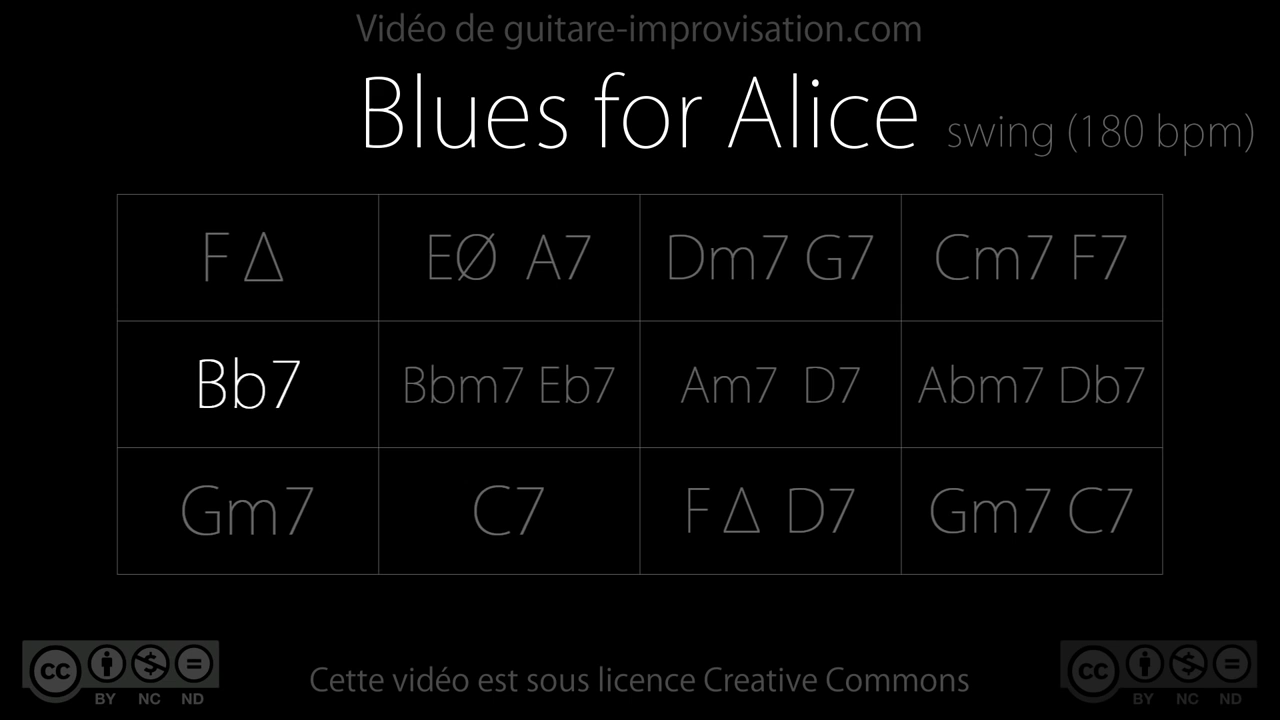 Vidéo de guitare-improvisation.com
Blues for Alice swing (180 bpm)
F Δ EØ A7 Dm7 G7 Cm7 F7
Bb7 Bbm7 Eb7 Am7 D7 Abm7 Db7
Gm7 C7 F Δ D7 Gm7 C7
Cette vidéo est sous licence Creative Commons
cc BY NC ND
cc BY NC ND